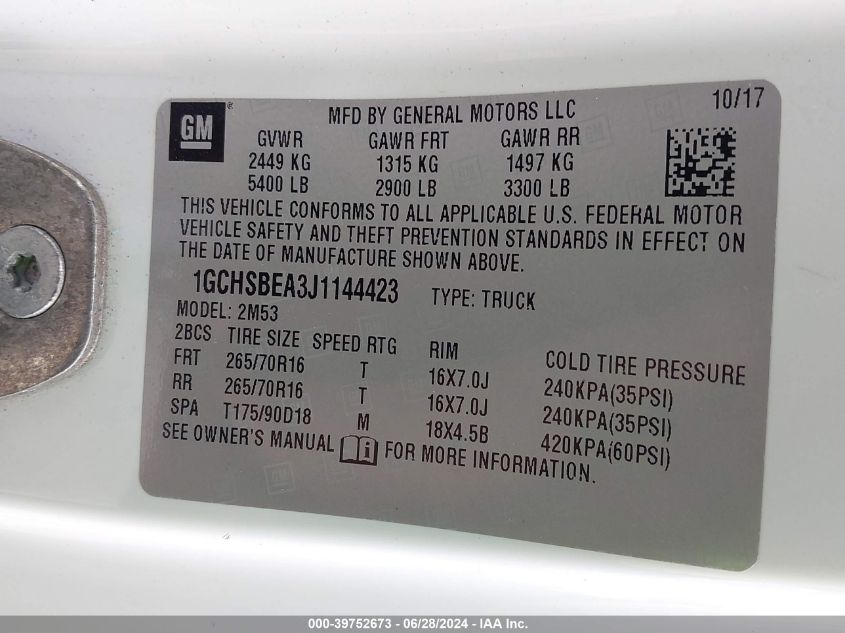 MFD BY GENERAL MOTORS LLC 10/17
GM®
GVWR GAWR FRT GAWR RR
2449 KG 1315 KG 1497 KG
5400 LB 2900 LB 3300 LB
THIS VEHICLE CONFORMS TO ALL APPLICABLE U.S. FEDERAL MOTOR
VEHICLE SAFETY AND THEFT PREVENTION STANDARDS IN EFFECT ON
THE DATE OF MANUFACTURE SHOWN ABOVE.
1GCHSBEA3J1144423 TYPE: TRUCK
MODEL: 2M53
2BCS TIRE SIZE SPEED RTG RIM COLD TIRE PRESSURE
FRT 265/70R16 T 16X7.0J 240KPA(35PSI)
RR 265/70R16 T 16X7.0J 240KPA(35PSI)
SPA T175/90D18 M 18X4.5B 420KPA(60PSI)
SEE OWNER'S MANUAL i FOR MORE INFORMATION.
000-39752673 - 06/28/2024 - IAA Inc.